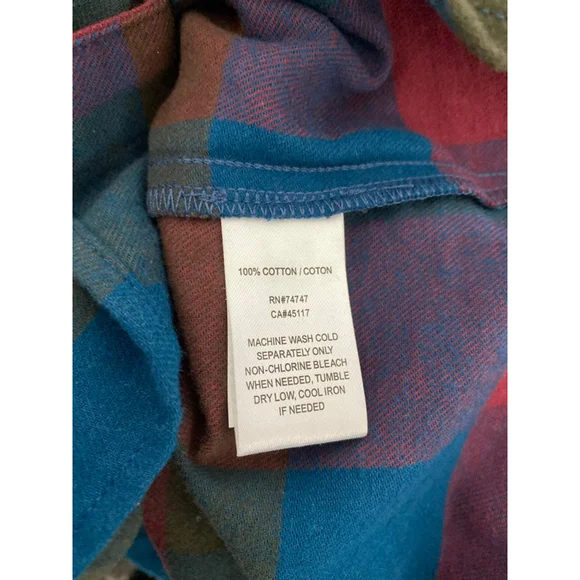 100% COTTON / COTON
RN#74747
CA#45117
MACHINE WASH COLD
SEPARATELY ONLY
NON-CHLORINE BLEACH
WHEN NEEDED, TUMBLE
DRY LOW, COOL IRON
IF NEEDED